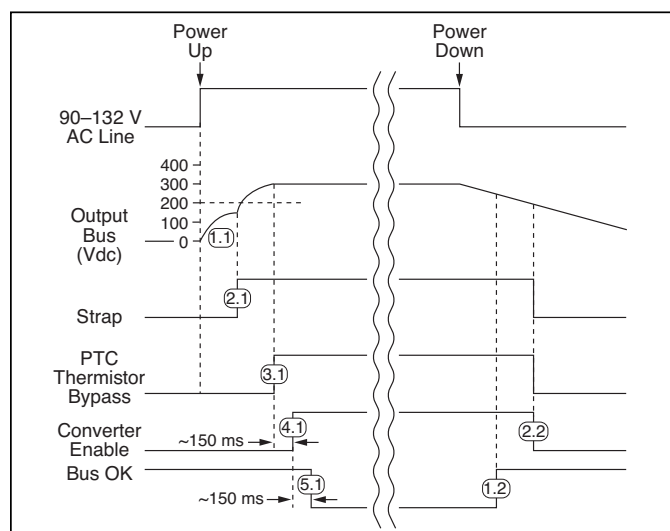 Power
Up
Power
Down
90–132 V
AC Line
400
300
200
100
0
Output
Bus
(Vdc)
1.1
Strap
2.1
PTC
Thermistor
Bypass
3.1
Converter
Enable
4.1
2.2
~150 ms
Bus OK
5.1
1.2
~150 ms